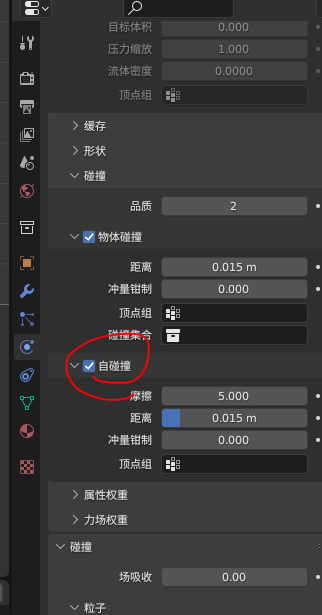 目标体积 0.000
压力缩放 1.000
流体密度 0.0000
顶点组
缓存
形状
碰撞
品质 2
物体碰撞
距离 0.015 m
冲量钳制 0.000
顶点组
碰撞集合
自碰撞
摩擦 5.000
距离 0.015 m
冲量钳制 0.000
顶点组
属性权重
力场权重
碰撞
场吸收 0.00
粒子